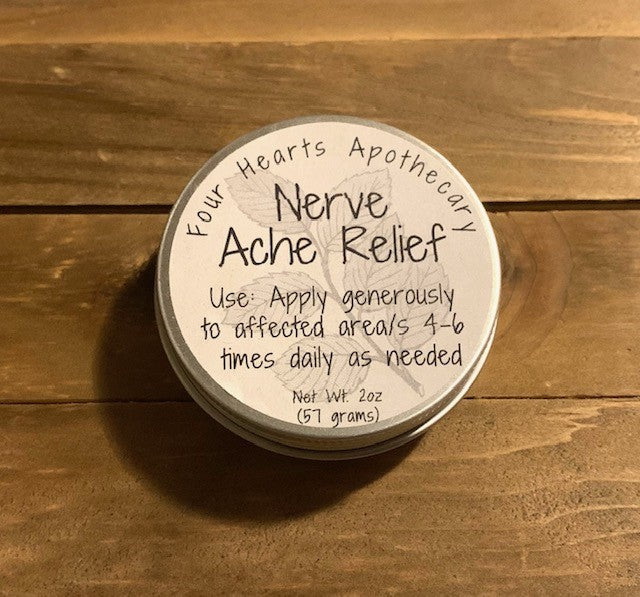 Four Hearts Apothecary
Nerve
Ache Relief
Use: Apply generously
to affected area/s 4-6
times daily as needed
Net Wt. 2oz
(57 grams)